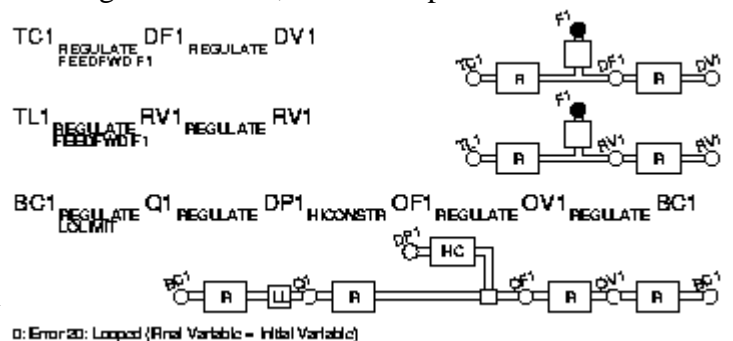 TC1 REGULATE DF1 REGULATE DV1
FEEDFWD F1
F1
TC1 R DF1 R DV1
TL1 REGULATE RV1 REGULATE RV1
FEEDFWD F1
F1
TL1 R RV1 R RV1
BC1 REGULATE Q1 REGULATE DP1 HICONSTR OF1 REGULATE OV1 REGULATE BC1
LOLIMIT
DP1 HC
BC1 R LL Q1 R OF1 R OV1 R BC1
0: Error 20: Looped (Final Variable = Initial Variable)